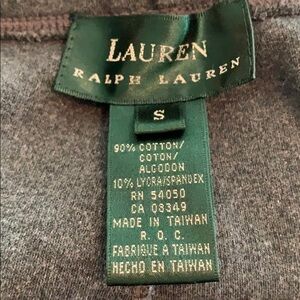 LAUREN
RALPH LAUREN
S
90% COTTON/
COTON/
ALGODON
10% LYCRA/SPANDEX
RN 54050
CA 08349
MADE IN TAIWAN
R. O. C.
FABRIQUE A TAIWAN
HECHO EN TAIWAN